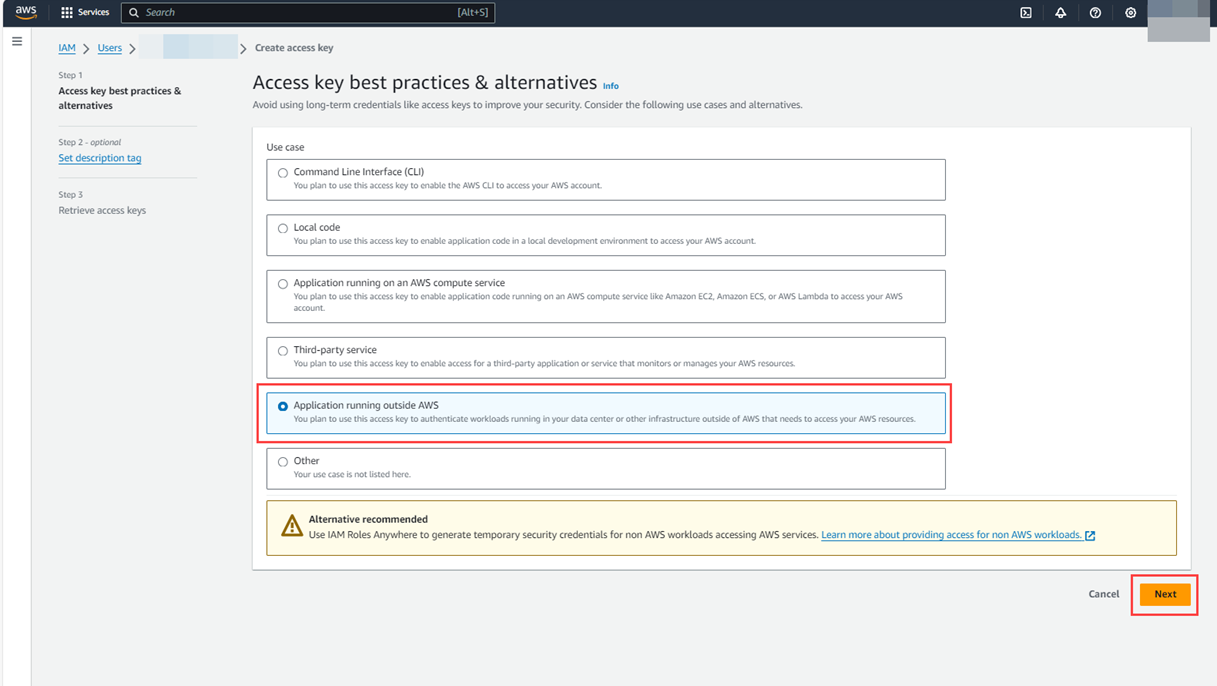 aws
Services
Search
[Alt+S]
IAM
Users
Create access key
Step 1
Access key best practices &
alternatives
Step 2 - optional
Set description tag
Step 3
Retrieve access keys
Access key best practices & alternatives Info
Avoid using long-term credentials like access keys to improve your security. Consider the following use cases and alternatives.
Use case
Command Line Interface (CLI)
You plan to use this access key to enable the AWS CLI to access your AWS account.
Local code
You plan to use this access key to enable application code in a local development environment to access your AWS account.
Application running on an AWS compute service
You plan to use this access key to enable application code running on an AWS compute service like Amazon EC2, Amazon ECS, or AWS Lambda to access your AWS
account.
Third-party service
You plan to use this access key to enable access for a third-party application or service that monitors or manages your AWS resources.
Application running outside AWS
You plan to use this access key to authenticate workloads running in your data center or other infrastructure outside of AWS that needs to access your AWS resources.
Other
Your use case is not listed here.
Alternative recommended
Use IAM Roles Anywhere to generate temporary security credentials for non AWS workloads accessing AWS services. Learn more about providing access for non AWS workloads.
Cancel
Next